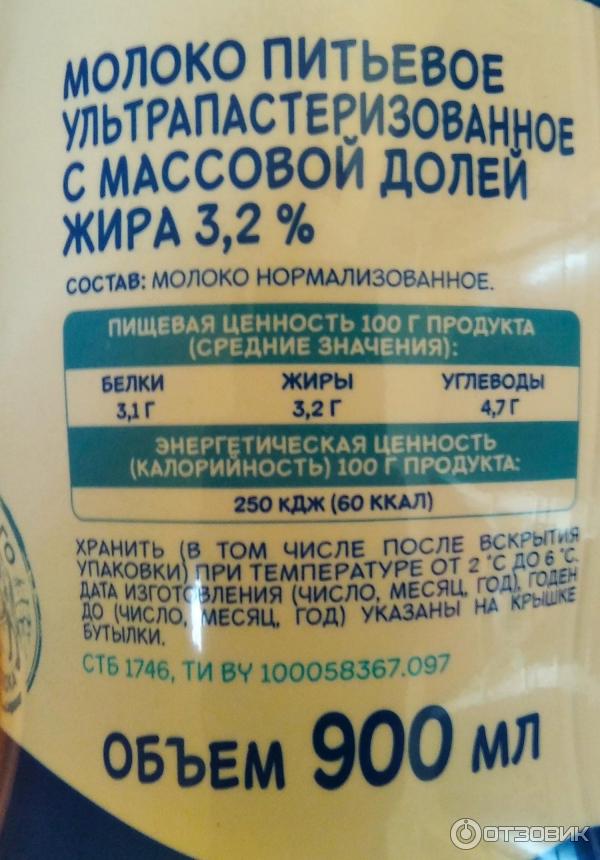 МОЛОКО ПИТЬЕВОЕ
УЛЬТРАПАСТЕРИЗОВАННОЕ
С МАССОВОЙ ДОЛЕЙ
ЖИРА 3,2 %
СОСТАВ: МОЛОКО НОРМАЛИЗОВАННОЕ.
ПИЩЕВАЯ ЦЕННОСТЬ 100 Г ПРОДУКТА
(СРЕДНИЕ ЗНАЧЕНИЯ):
БЕЛКИ ЖИРЫ УГЛЕВОДЫ
3,1 Г 3,2 Г 4,7 Г
ЭНЕРГЕТИЧЕСКАЯ ЦЕННОСТЬ
(КАЛОРИЙНОСТЬ) 100 Г ПРОДУКТА:
250 КДЖ (60 ККАЛ)
ХРАНИТЬ (В ТОМ ЧИСЛЕ ПОСЛЕ ВСКРЫТИЯ
УПАКОВКИ) ПРИ ТЕМПЕРАТУРЕ ОТ 2 °С ДО 6 °С.
ДАТА ИЗГОТОВЛЕНИЯ (ЧИСЛО, МЕСЯЦ, ГОД), ГОДЕН
ДО (ЧИСЛО, МЕСЯЦ, ГОД) УКАЗАНЫ НА КРЫШКЕ
БУТЫЛКИ.
СТБ 1746, ТИ BY 100058367.097
ОБЪЕМ 900 МЛ
ОТЗОВИК